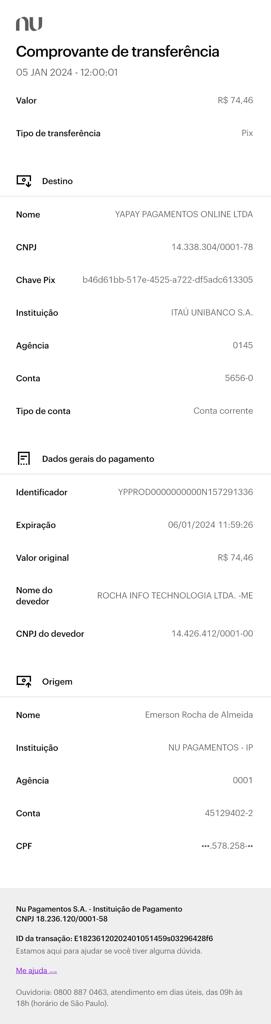 nu
Comprovante de transferência
05 JAN 2024 - 12:00:01
Valor R$ 74,46
Tipo de transferência Pix
Destino
Nome YAPAY PAGAMENTOS ONLINE LTDA
CNPJ 14.338.304/0001-78
Chave Pix b46d61bb-517e-4525-a722-df5adc613305
Instituição ITAÚ UNIBANCO S.A.
Agência 0145
Conta 5656-0
Tipo de conta Conta corrente
Dados gerais do pagamento
Identificador YPPROD0000000000N157291336
Expiração 06/01/2024 11:59:26
Valor original R$ 74,46
Nome do
devedor ROCHA INFO TECHNOLOGIA LTDA. -ME
CNPJ do devedor 14.426.412/0001-00
Origem
Nome Emerson Rocha de Almeida
Instituição NU PAGAMENTOS - IP
Agência 0001
Conta 45129402-2
CPF •••.578.258-••
Nu Pagamentos S.A. - Instituição de Pagamento
CNPJ 18.236.120/0001-58
ID da transação: E18236120202401051459s03296428f6
Estamos aqui para ajudar se você tiver alguma dúvida.
Me ajuda →
Ouvidoria: 0800 887 0463, atendimento em dias úteis, das 09h às
18h (horário de São Paulo).